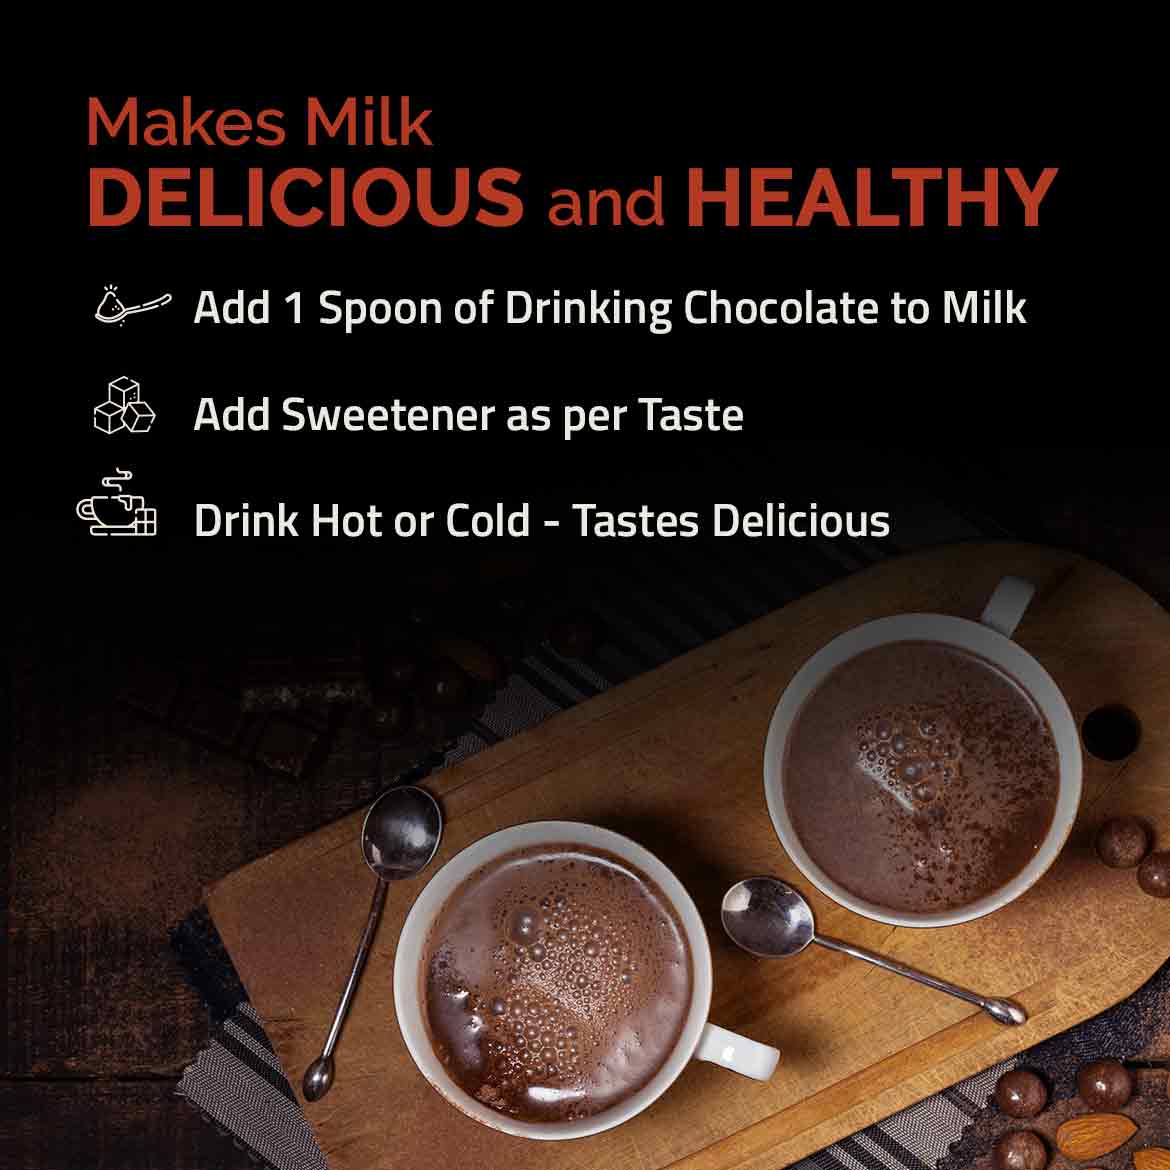 Makes Milk
DELICIOUS and HEALTHY
Add 1 Spoon of Drinking Chocolate to Milk
Add Sweetener as per Taste
Drink Hot or Cold - Tastes Delicious